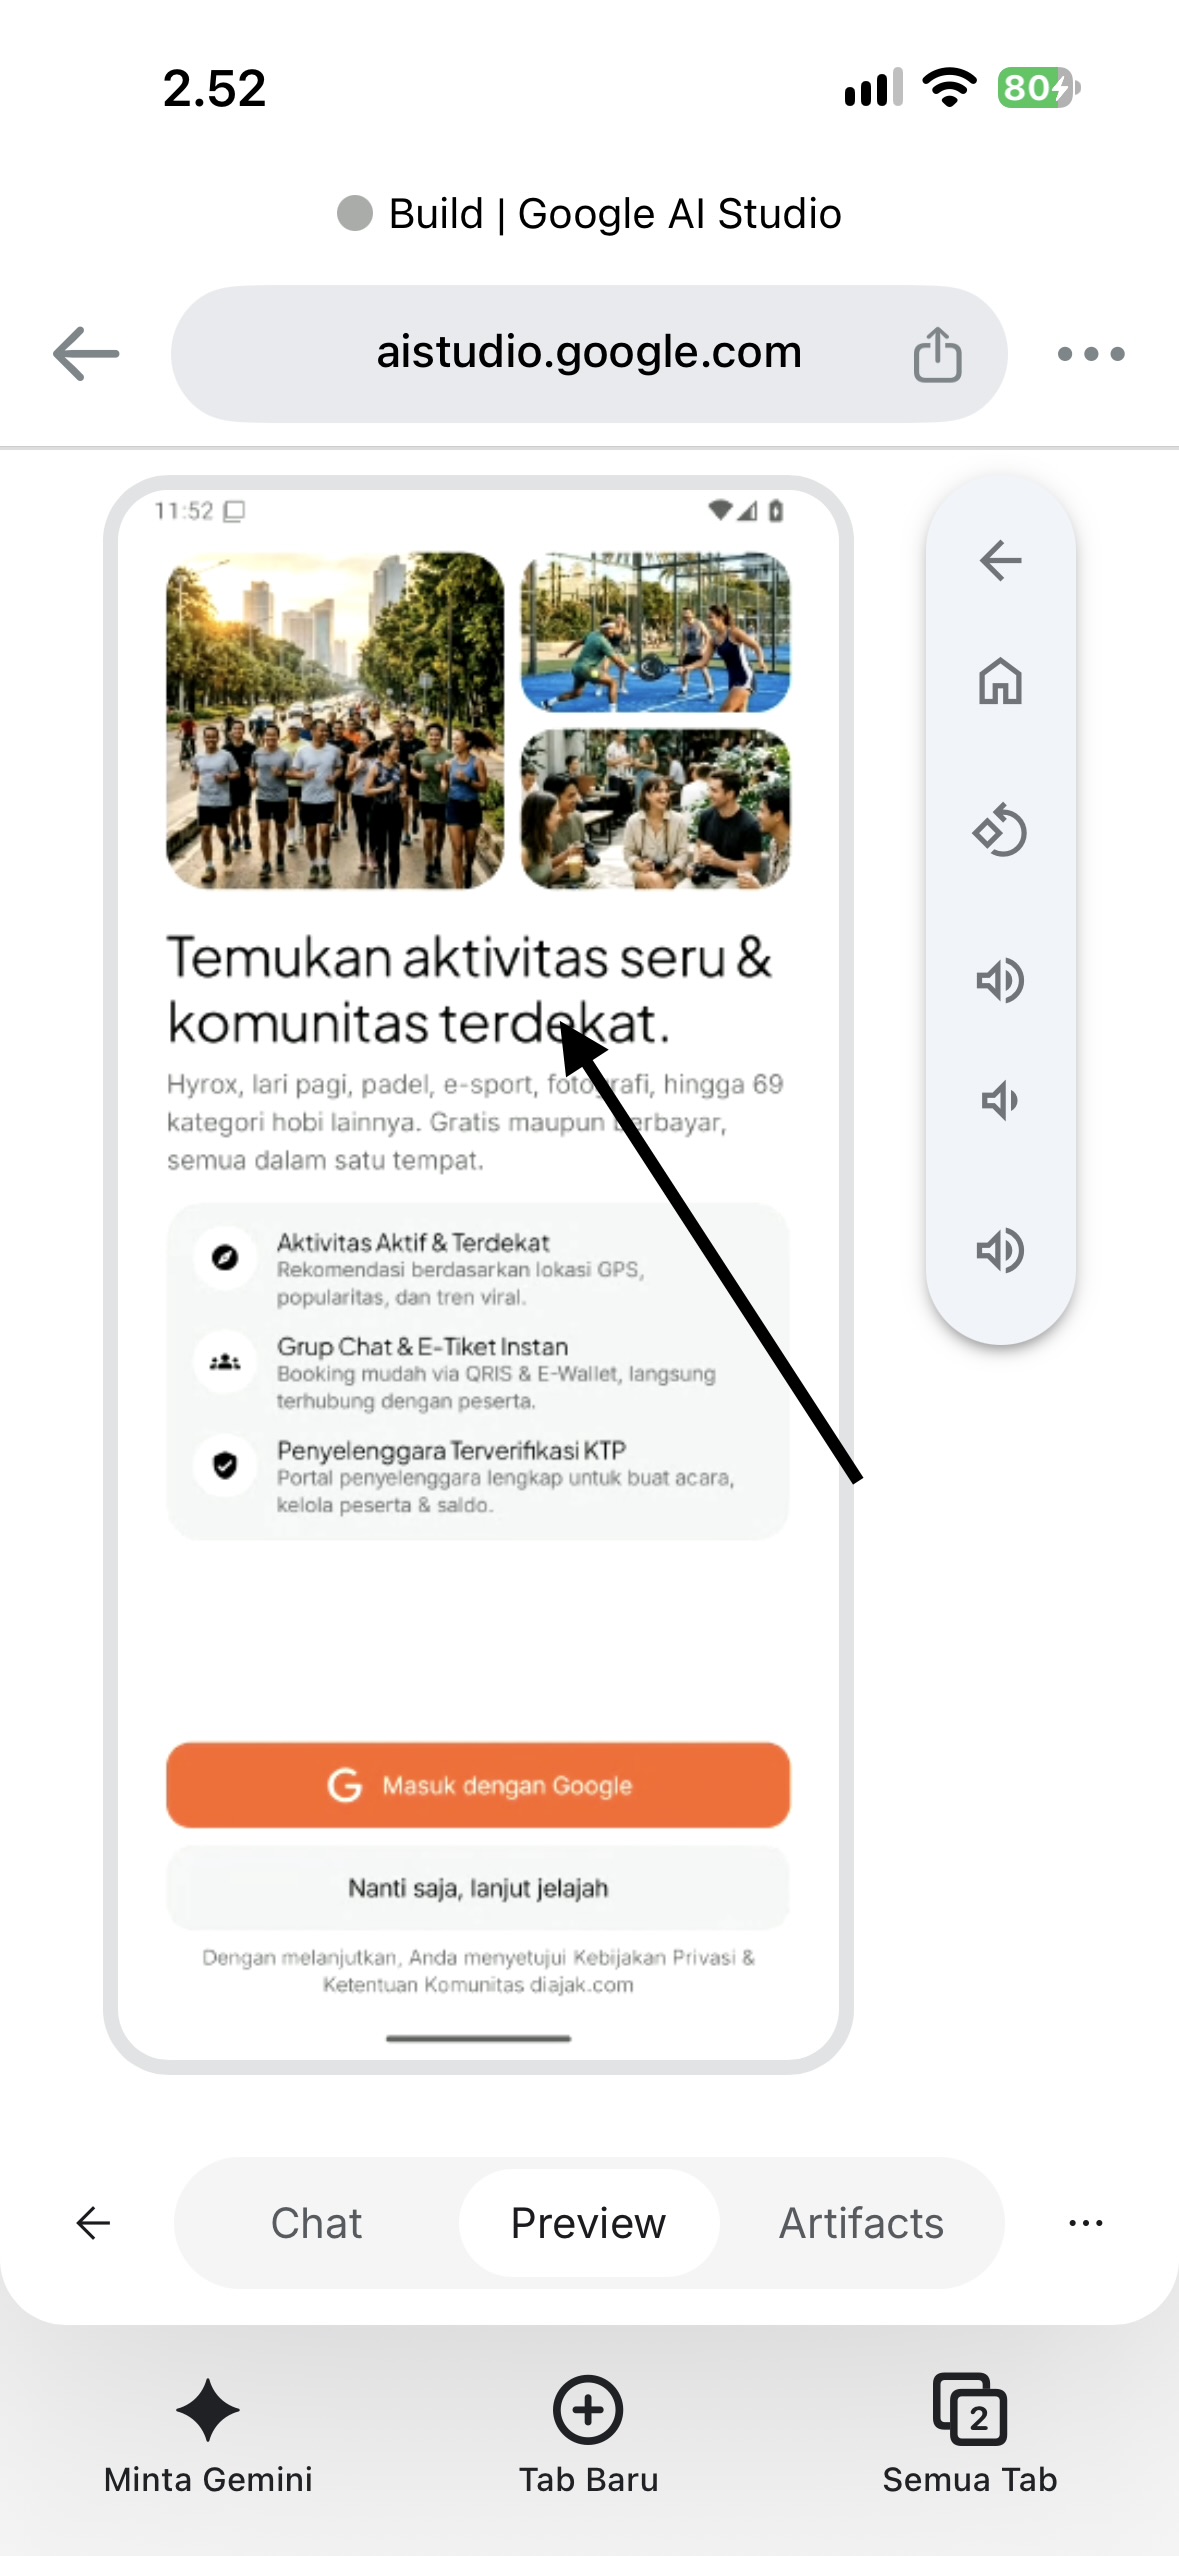 2.52
80
Build | Google AI Studio
aistudio.google.com
11:52
Temukan aktivitas seru &
komunitas terdekat.
Hyrox, lari pagi, padel, e-sport, fotografi, hingga 69
kategori hobi lainnya. Gratis maupun berbayar,
semua dalam satu tempat.
Aktivitas Aktif & Terdekat
Rekomendasi berdasarkan lokasi GPS,
popularitas, dan tren viral.
Grup Chat & E-Tiket Instan
Booking mudah via QRIS & E-Wallet, langsung
terhubung dengan peserta.
Penyelenggara Terverifikasi KTP
Portal penyelenggara lengkap untuk buat acara,
kelola peserta & saldo.
G Masuk dengan Google
Nanti saja, lanjut jelajah
Dengan melanjutkan, Anda menyetujui Kebijakan Privasi &
Ketentuan Komunitas diajak.com
Chat Preview Artifacts
2
Minta Gemini Tab Baru Semua Tab